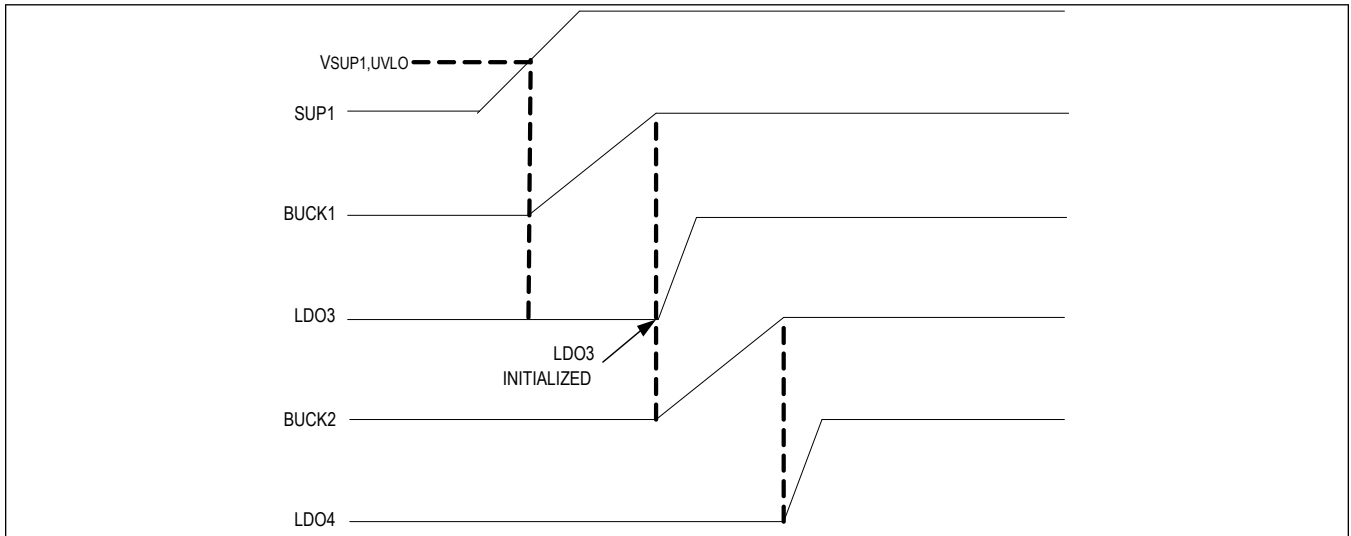 VSUP1,UVLO
SUP1
BUCK1
LDO3
LDO3
INITIALIZED
BUCK2
LDO4